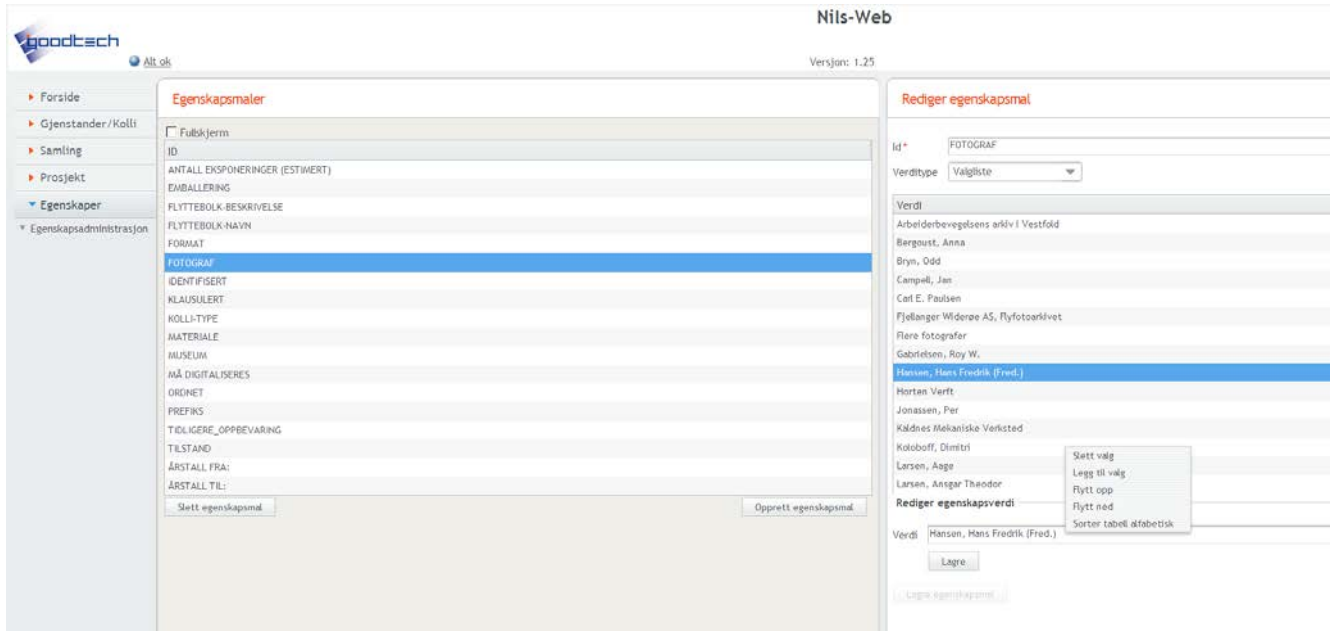 Nils-Web
goodtech
Alt ok
Versjon: 1.25
Forside
Gjenstander/Kolli
Samling
Prosjekt
Egenskaper
Egenskapsadministrasjon
Egenskapsmaler
Fullskjerm
ID
ANTALL EKSPONERINGER (ESTIMERT)
EMBALLERING
FLYTTEBOLK-BESKRIVELSE
FLYTTEBOLK-NAVN
FORMAT
FOTOGRAF
IDENTIFISERT
KLAUSULERT
KOLLI-TYPE
MATERIALE
MUSEUM
MÅ DIGITALISERES
ORDNET
PREFIKS
TIDLIGERE_OPPBEVARING
TILSTAND
ÅRSTALL FRA:
ÅRSTALL TIL:
Slett egenskapsmal
Opprett egenskapsmal
Rediger egenskapsmal
Id* FOTOGRAF
Verditype Valgliste
Verdi
Arbeiderbevegelsens arkiv i Vestfold
Bergoust, Anna
Bryn, Odd
Campell, Jan
Carl E. Paulsen
Fjellanger Widerøe AS, Flyfotoarkivet
Flere fotografer
Gabrielsen, Roy W.
Hansen, Hans Fredrik (Fred.)
Horten Verft
Jonassen, Per
Kaldnes Mekaniske Verksted
Koloboff, Dimitri
Larsen, Aage
Larsen, Ansgar Theodor
Slett valg
Legg til valg
Flytt opp
Flytt ned
Sorter tabell alfabetisk
Rediger egenskapsverdi
Verdi Hansen, Hans Fredrik (Fred.)
Lagre
Lagre egenskapsmal